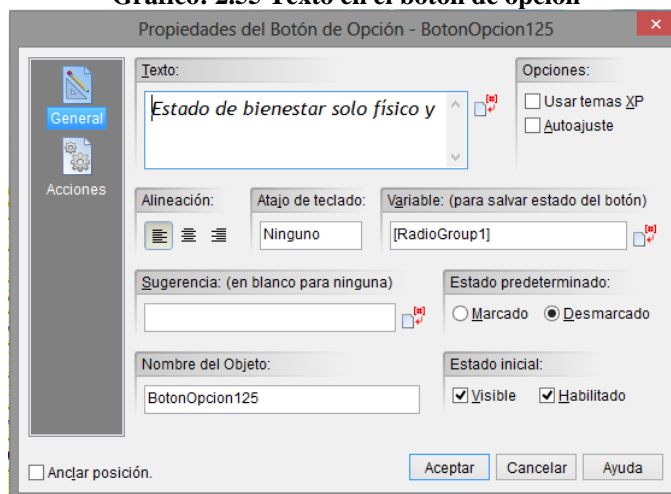 Gráfico: 2.35 Texto en el botón de opción
Propiedades del Botón de Opción - BotonOpcion125
General
Acciones
Texto:
Estado de bienestar solo físico y
Opciones:
Usar temas XP
Autoajuste
Alineación:
Atajo de teclado:
Ninguno
Variable: (para salvar estado del botón)
[RadioGroup1]
Sugerencia: (en blanco para ninguna)
Estado predeterminado:
Marcado
Desmarcado
Nombre del Objeto:
BotonOpcion125
Estado inicial:
Visible
Habilitado
Anclar posición.
Aceptar
Cancelar
Ayuda